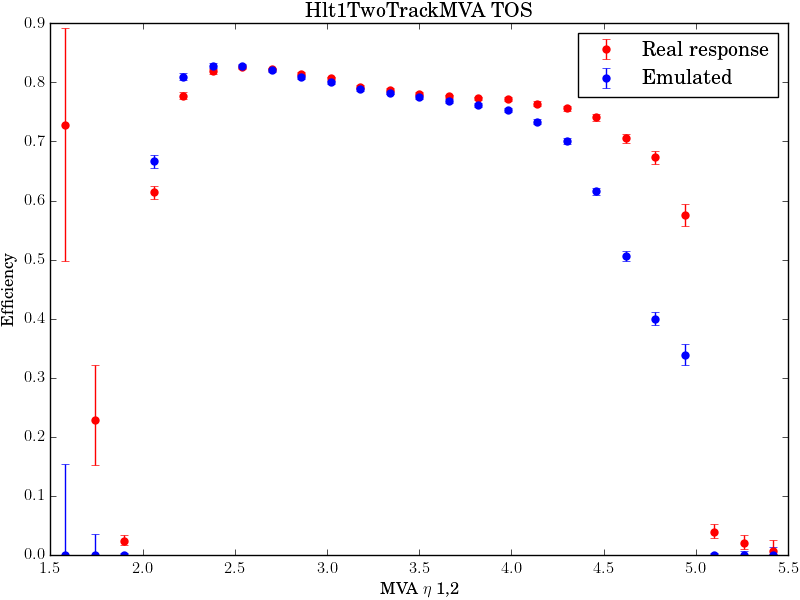 Hlt1TwoTrackMVA TOS
Real response
Emulated
Efficiency
0.9
0.8
0.7
0.6
0.5
0.4
0.3
0.2
0.1
0.0
1.5 2.0 2.5 3.0 3.5 4.0 4.5 5.0 5.5
MVA η 1,2